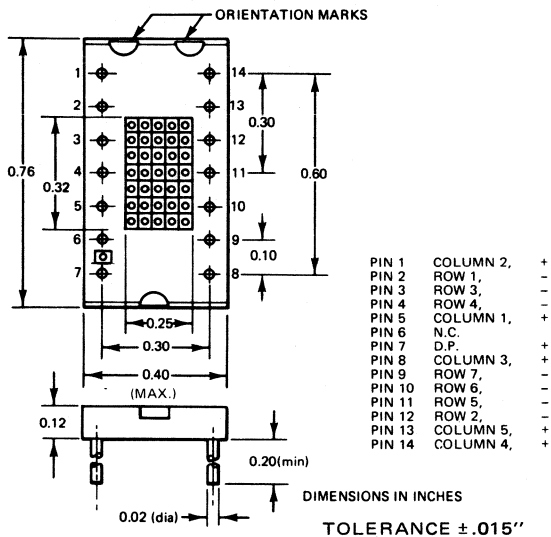 ORIENTATION MARKS
1 14
2 13
0.30
3 12
0.76 0.32 4 11 0.60
5 10
6 9
0.10
7 8
0.25
0.30
0.40
(MAX.)
0.12
0.20(min)
0.02 (dia)
PIN 1 COLUMN 2, +
PIN 2 ROW 1, −
PIN 3 ROW 3, −
PIN 4 ROW 4, −
PIN 5 COLUMN 1, +
PIN 6 N.C.
PIN 7 D.P. +
PIN 8 COLUMN 3, +
PIN 9 ROW 7, −
PIN 10 ROW 6, −
PIN 11 ROW 5, −
PIN 12 ROW 2, −
PIN 13 COLUMN 5, +
PIN 14 COLUMN 4, +
DIMENSIONS IN INCHES
TOLERANCE ±.015"